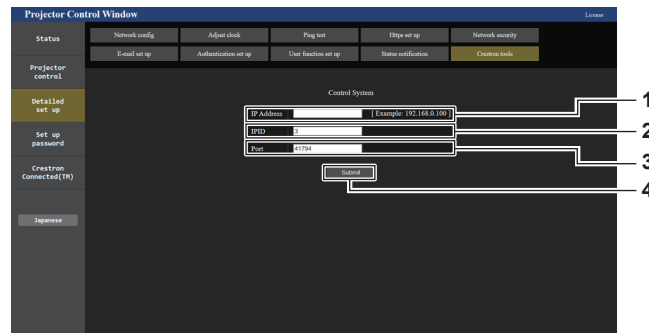 Projector Control Window
License
Status
Network config
Adjust clock
Ping test
Https set up
Network security
E-mail set up
Authentication set up
User function set up
Status notification
Crestron tools
Projector
control
Detailed
set up
Set up
password
Crestron
Connected(TM)
Japanese
Control System
IP Address [ Example: 192.168.0.100 ]
IPID 3
Port 41794
Submit
1
2
3
4